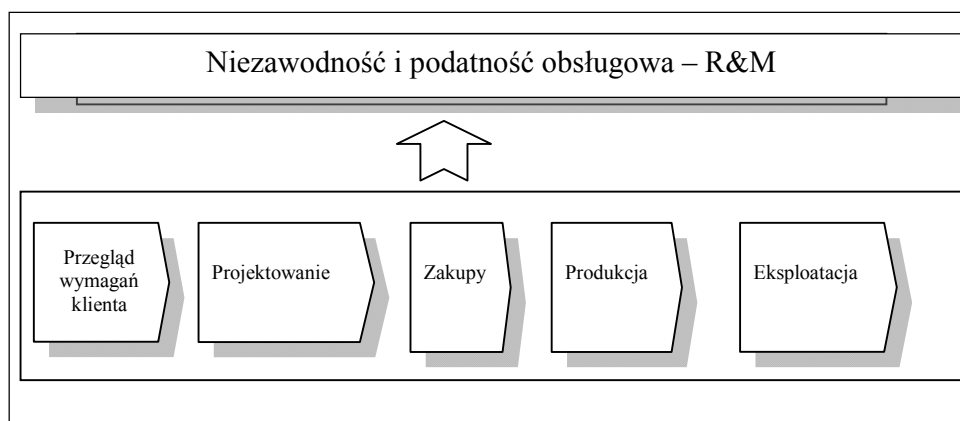 Niezawodność i podatność obsługowa – R&M
Przegląd
wymagań
klienta
Projektowanie
Zakupy
Produkcja
Eksploatacja